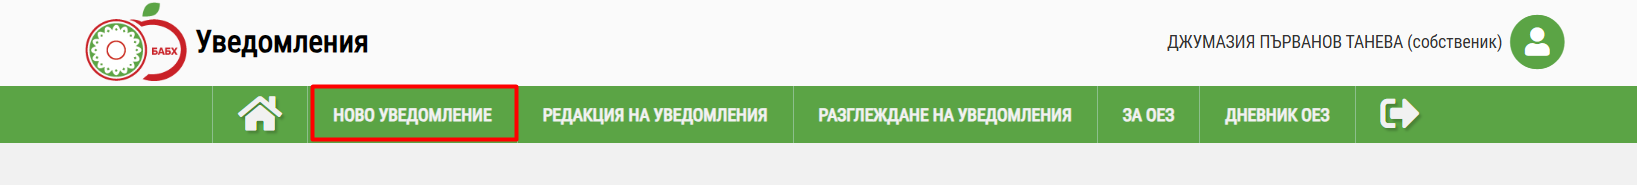 БАБХ
Уведомления
ДЖУМАЗИЯ ПЪРВАНОВ ТАНЕВА (собственик)
НОВО УВЕДОМЛЕНИЕ РЕДАКЦИЯ НА УВЕДОМЛЕНИЯ РАЗГЛЕЖДАНЕ НА УВЕДОМЛЕНИЯ ЗА ОЕЗ ДНЕВНИК ОЕЗ